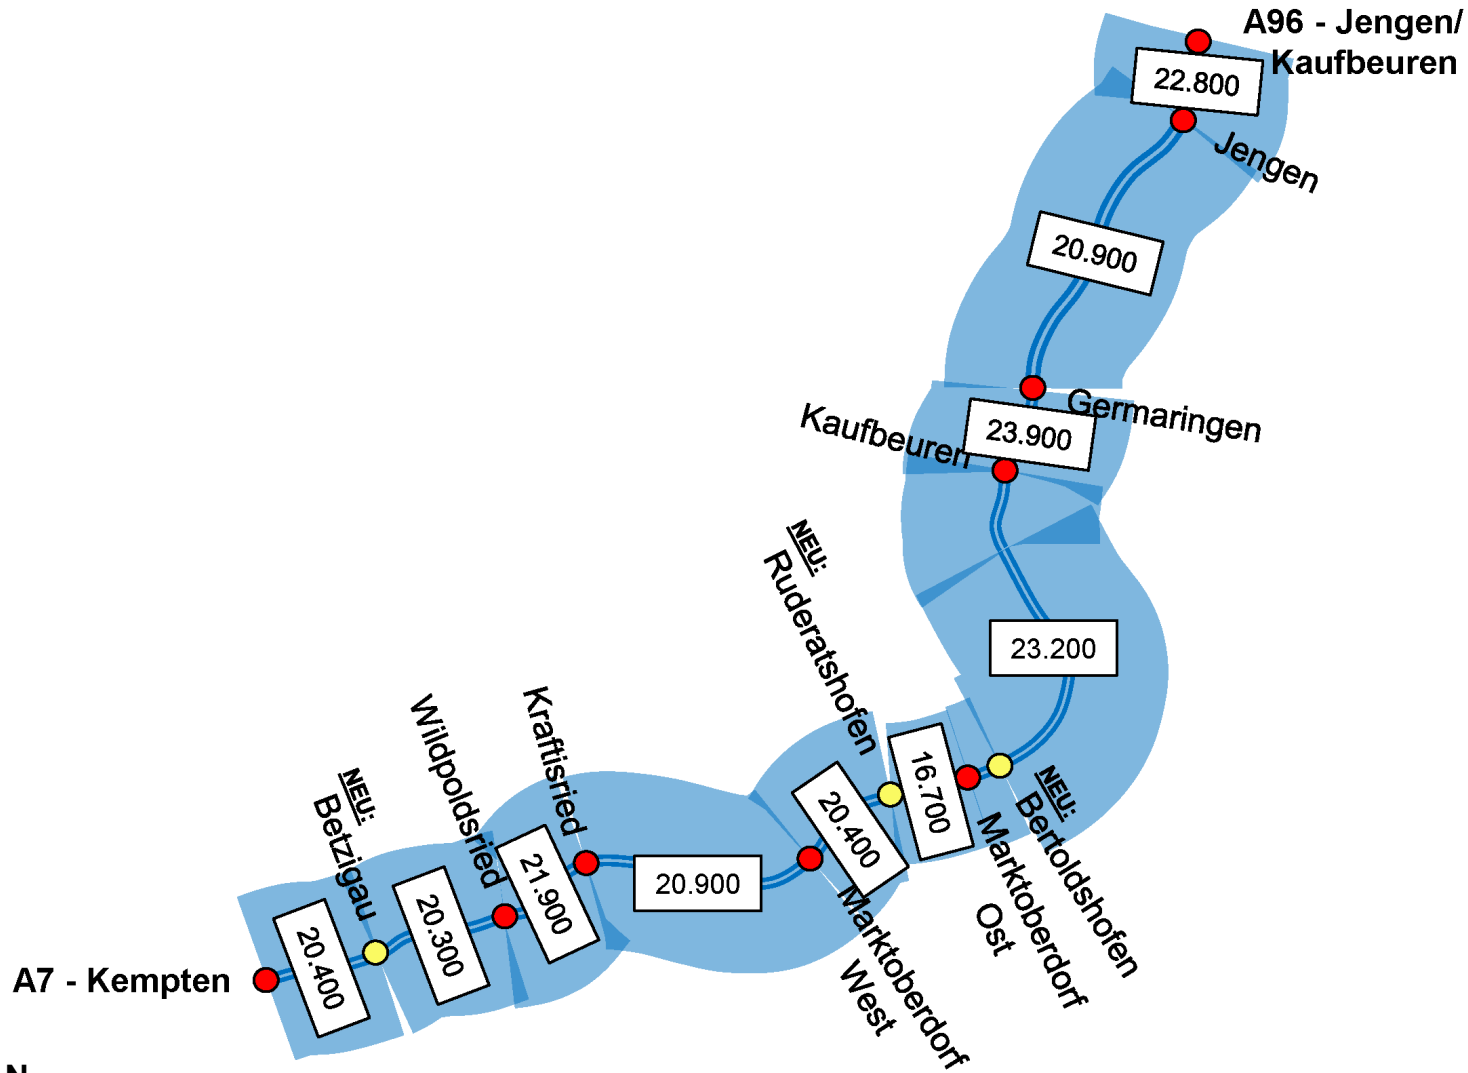 A96 - Jengen/
Kaufbeuren
22.800
Jengen
20.900
Germaringen
Kaufbeuren
23.900
NEU:
Ruderatshofen
23.200
Kraftisried
Wildpoldsried
NEU:
Betzigau
16.700
20.400
NEU:
Bertoldshofen
Marktoberdorf
Ost
21.900
20.900
Marktoberdorf
West
20.300
20.400
A7 - Kempten
N